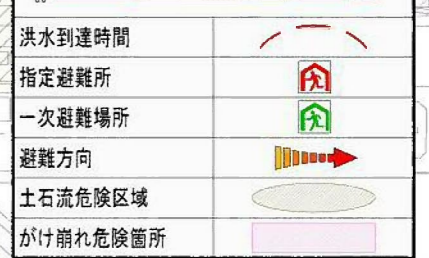 洪水到達時間
指定避難所
一次避難場所
避難方向
土石流危険区域
がけ崩れ危険箇所